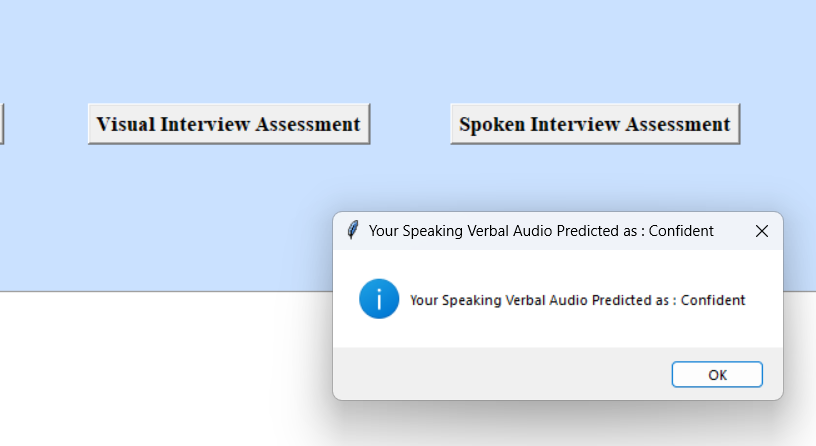 Visual Interview Assessment
Spoken Interview Assessment
Your Speaking Verbal Audio Predicted as : Confident
Your Speaking Verbal Audio Predicted as : Confident
OK